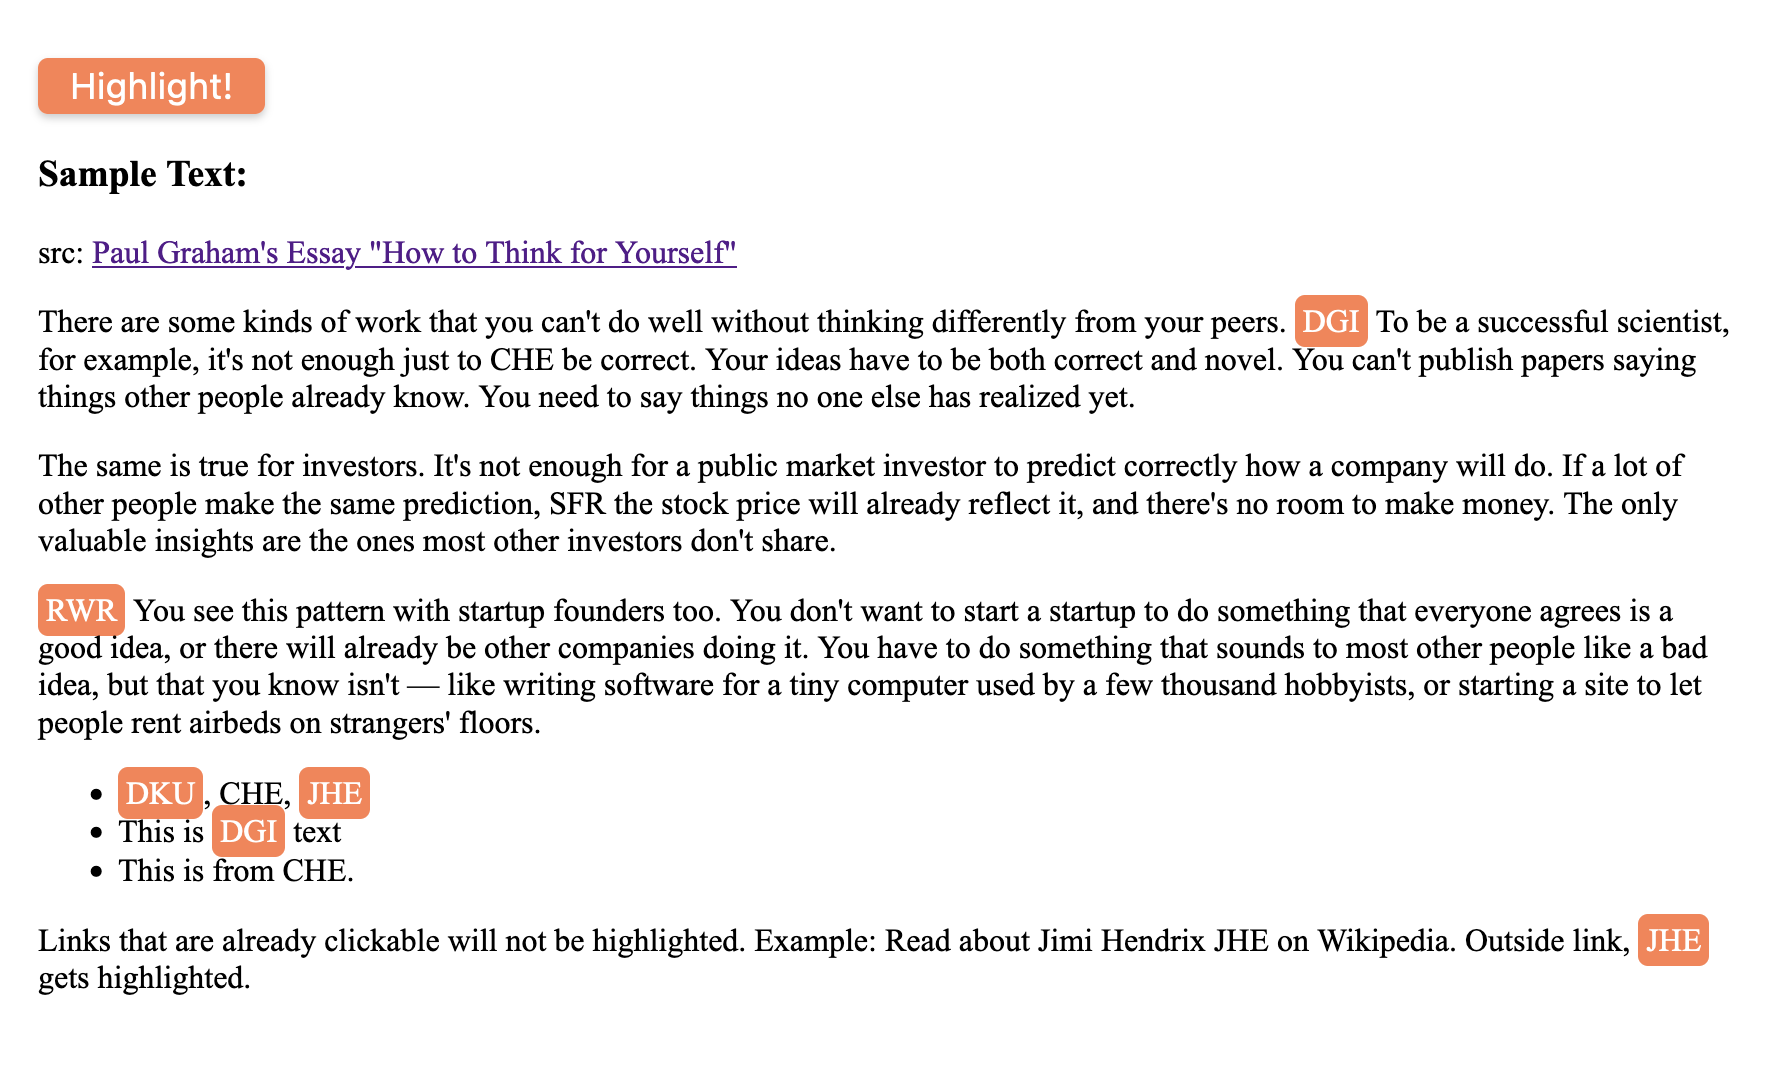 Highlight!
Sample Text:
src: Paul Graham's Essay "How to Think for Yourself"
There are some kinds of work that you can't do well without thinking differently from your peers. DGI To be a successful scientist,
for example, it's not enough just to CHE be correct. Your ideas have to be both correct and novel. You can't publish papers saying
things other people already know. You need to say things no one else has realized yet.
The same is true for investors. It's not enough for a public market investor to predict correctly how a company will do. If a lot of
other people make the same prediction, SFR the stock price will already reflect it, and there's no room to make money. The only
valuable insights are the ones most other investors don't share.
RWR You see this pattern with startup founders too. You don't want to start a startup to do something that everyone agrees is a
good idea, or there will already be other companies doing it. You have to do something that sounds to most other people like a bad
idea, but that you know isn't — like writing software for a tiny computer used by a few thousand hobbyists, or starting a site to let
people rent airbeds on strangers' floors.
• DKU, CHE, JHE
• This is DGI text
• This is from CHE.
Links that are already clickable will not be highlighted. Example: Read about Jimi Hendrix JHE on Wikipedia. Outside link, JHE
gets highlighted.